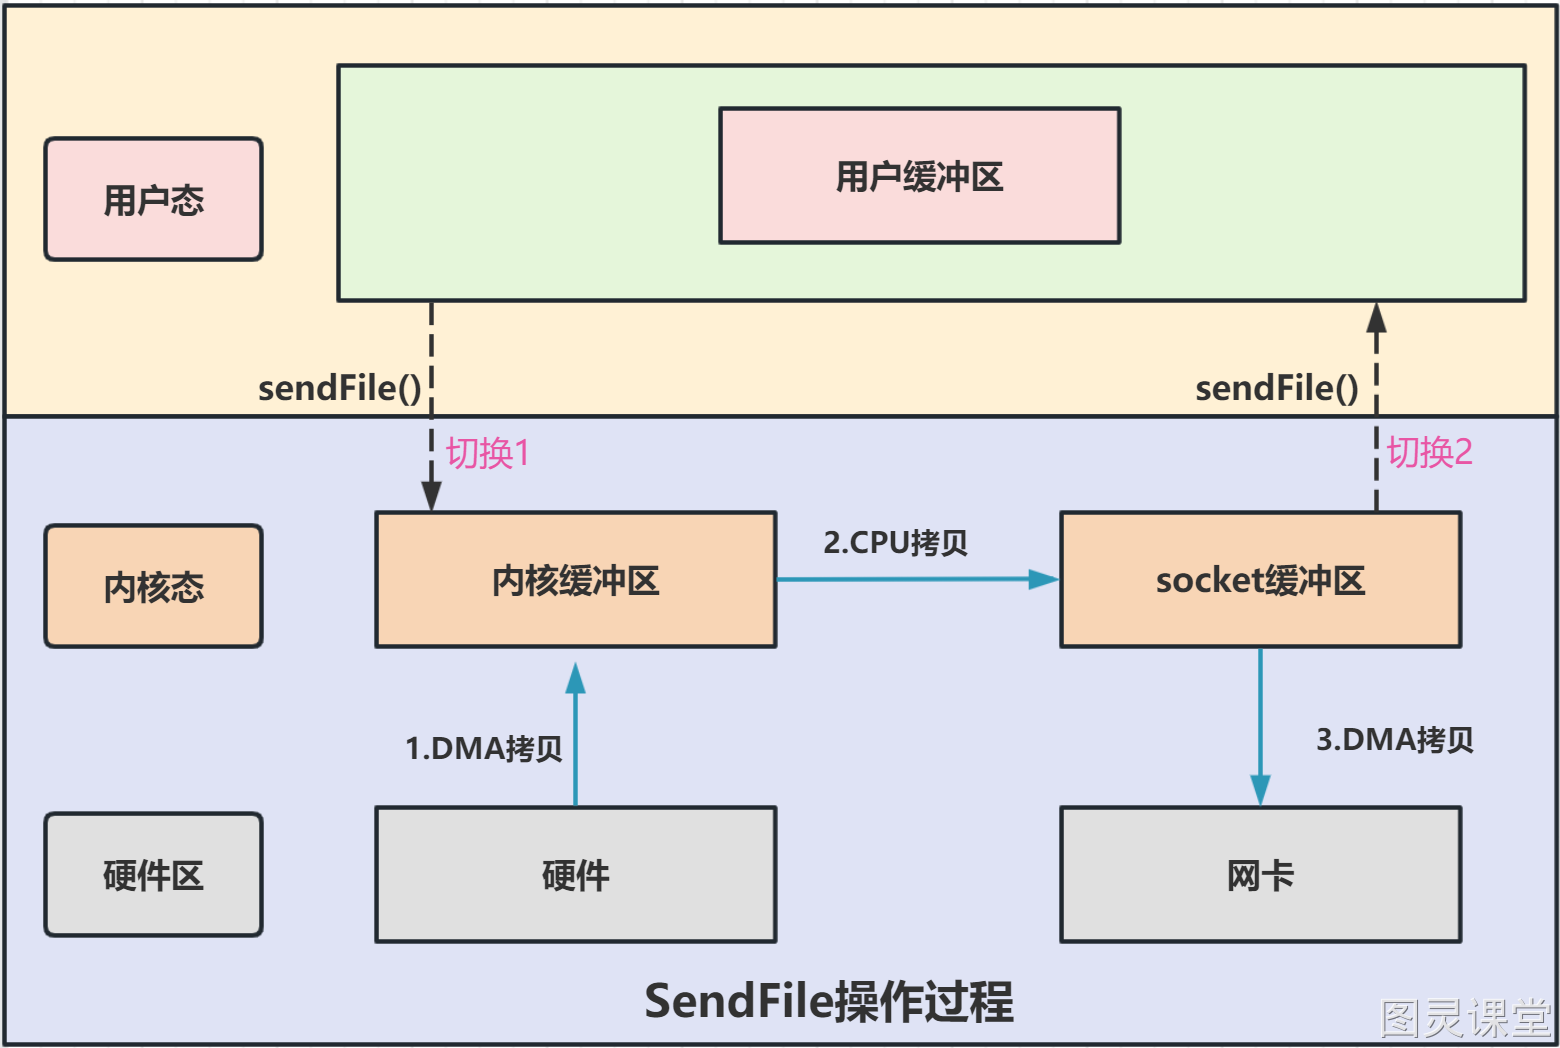 用户态
用户缓冲区
sendFile()
sendFile()
切换1
切换2
内核态
内核缓冲区
2.CPU拷贝
socket缓冲区
1.DMA拷贝
3.DMA拷贝
硬件区
硬件
网卡
SendFile操作过程
图灵课堂